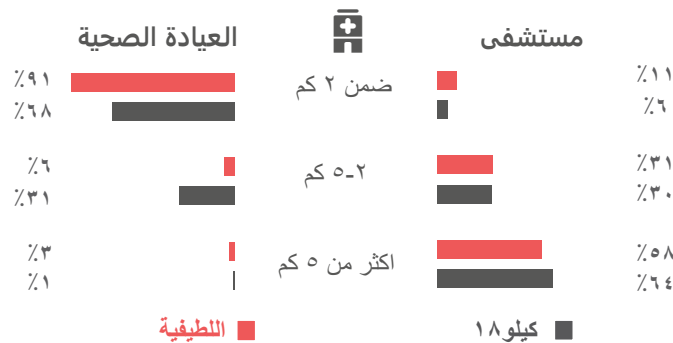 مستشفى العيادة الصحية
٪١١ ضمن ٢ كم ٪٩١
٪٦ ٪٦٨
٪٣١ ٢-٥ كم ٪٦
٪٣٠ ٪٣١
٪٥٨ اكثر من ٥ كم ٪٣
٪٦٤ ٪١
كيلو١٨ اللطيفية